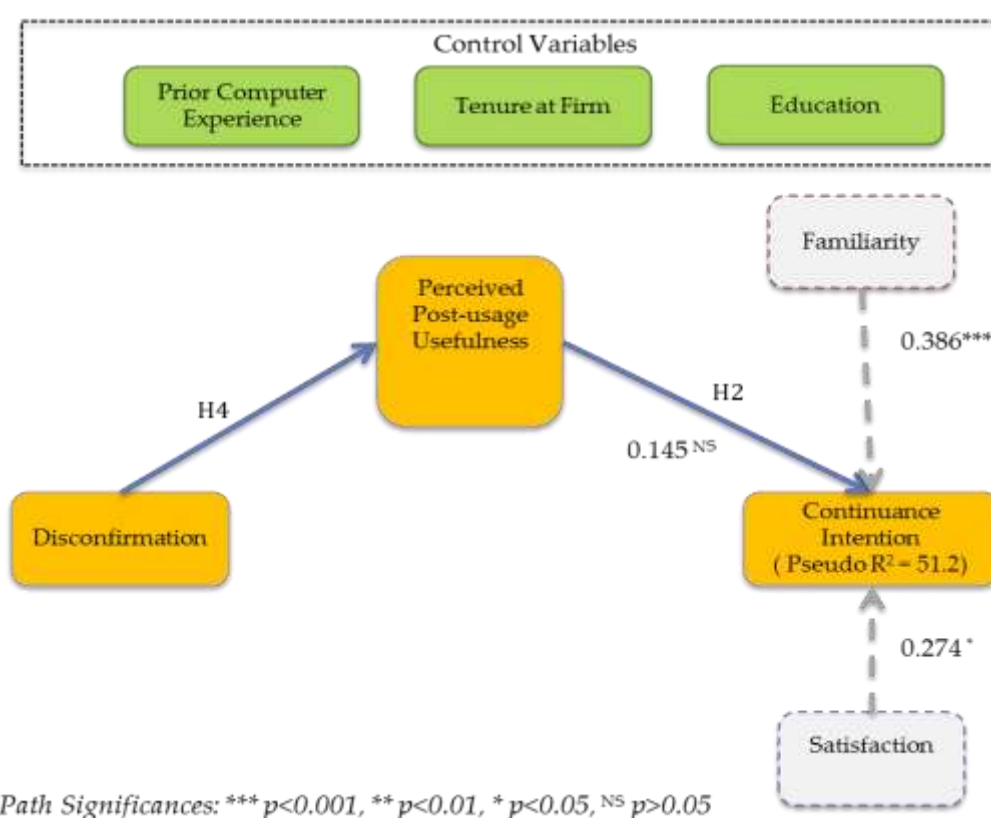 Control Variables
Prior Computer
Experience
Tenure at Firm
Education
Familiarity
Perceived
Post-usage
Usefulness
0.386***
H4
H2
0.145 NS
Disconfirmation
Continuance
Intention
( Pseudo R² = 51.2)
0.274 *
Satisfaction
Path Significances: *** p<0.001, ** p<0.01, * p<0.05, NS p>0.05